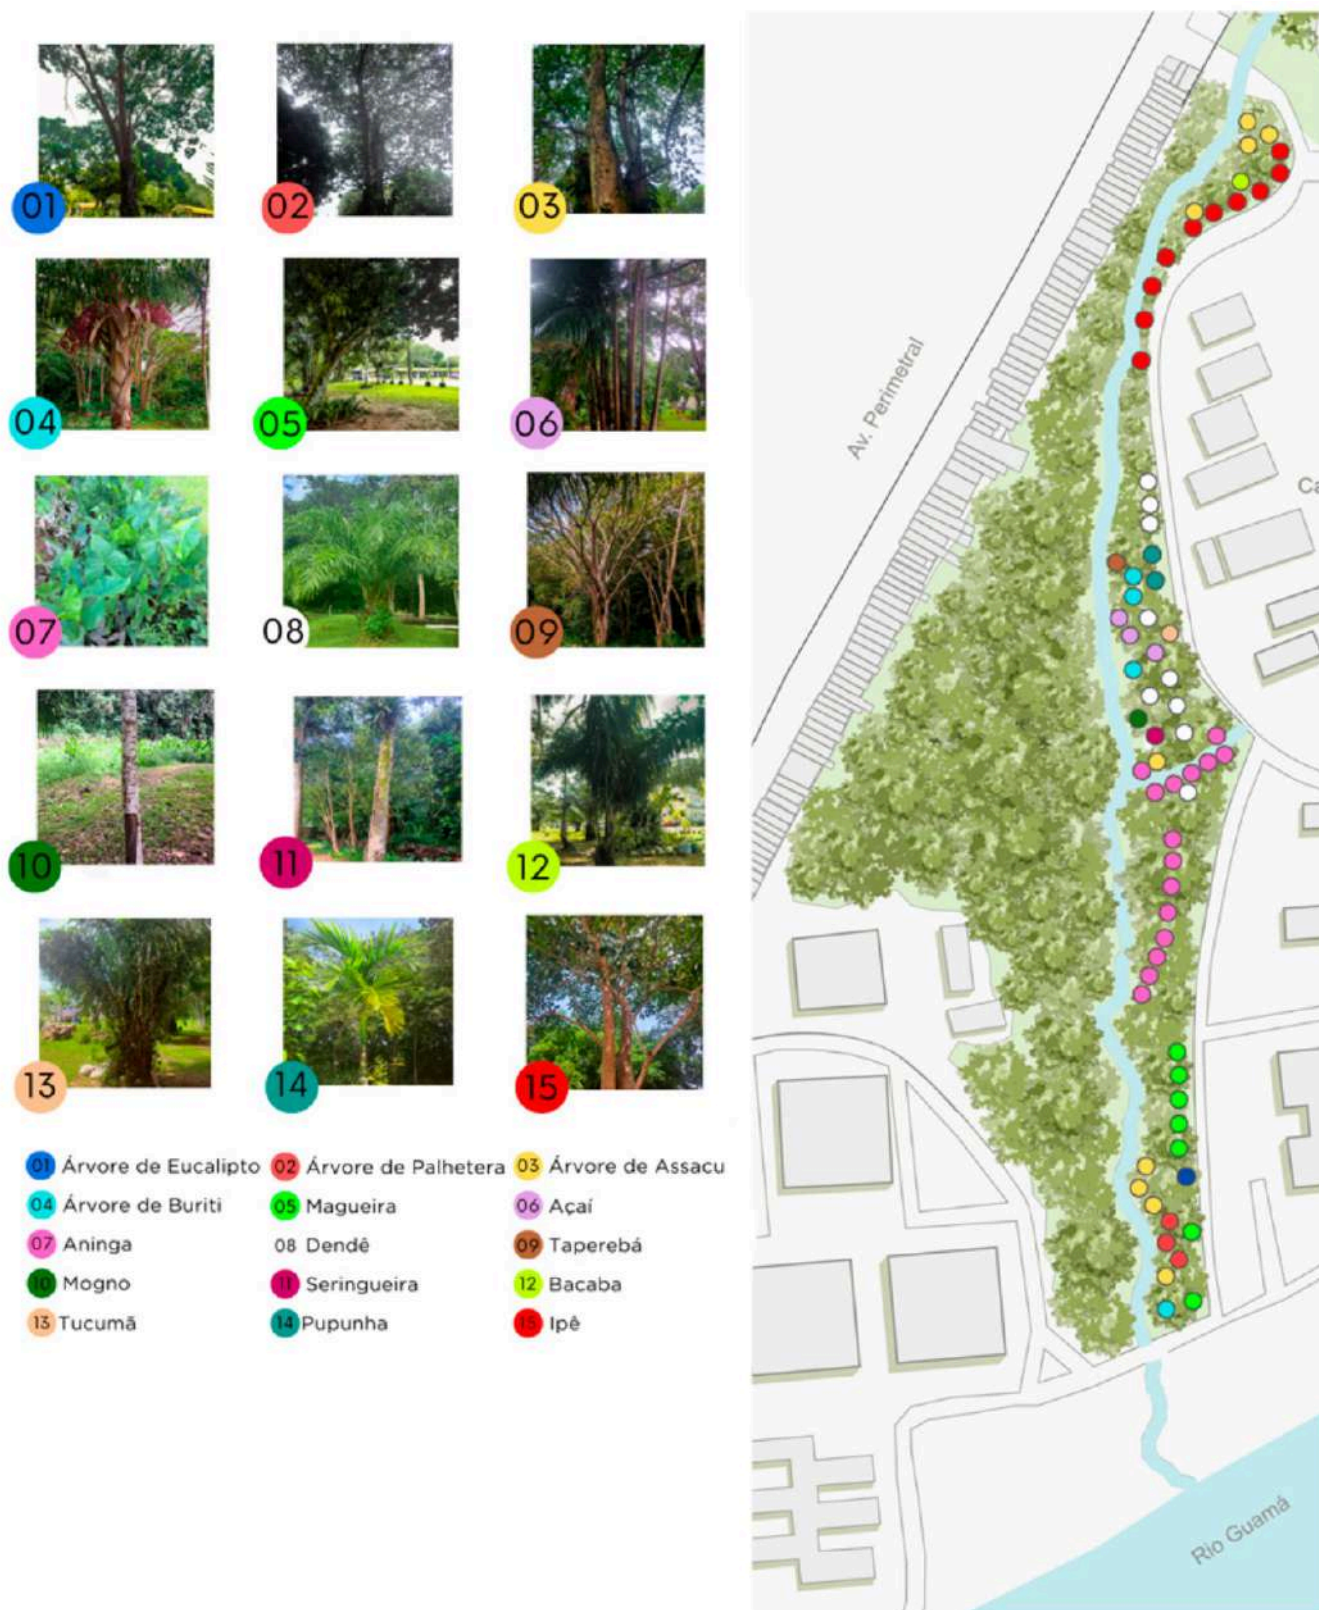 01
02
03
04
05
06
07
08
09
10
11
12
13
14
15
01 Árvore de Eucalipto
02 Árvore de Palhetera
03 Árvore de Assacu
04 Árvore de Buriti
05 Magueira
06 Açaí
07 Aninga
08 Dendê
09 Taperebá
10 Mogno
11 Seringueira
12 Bacaba
13 Tucumã
14 Pupunha
15 Ipê
Av. Perimetral
Ca
Rio Guamá